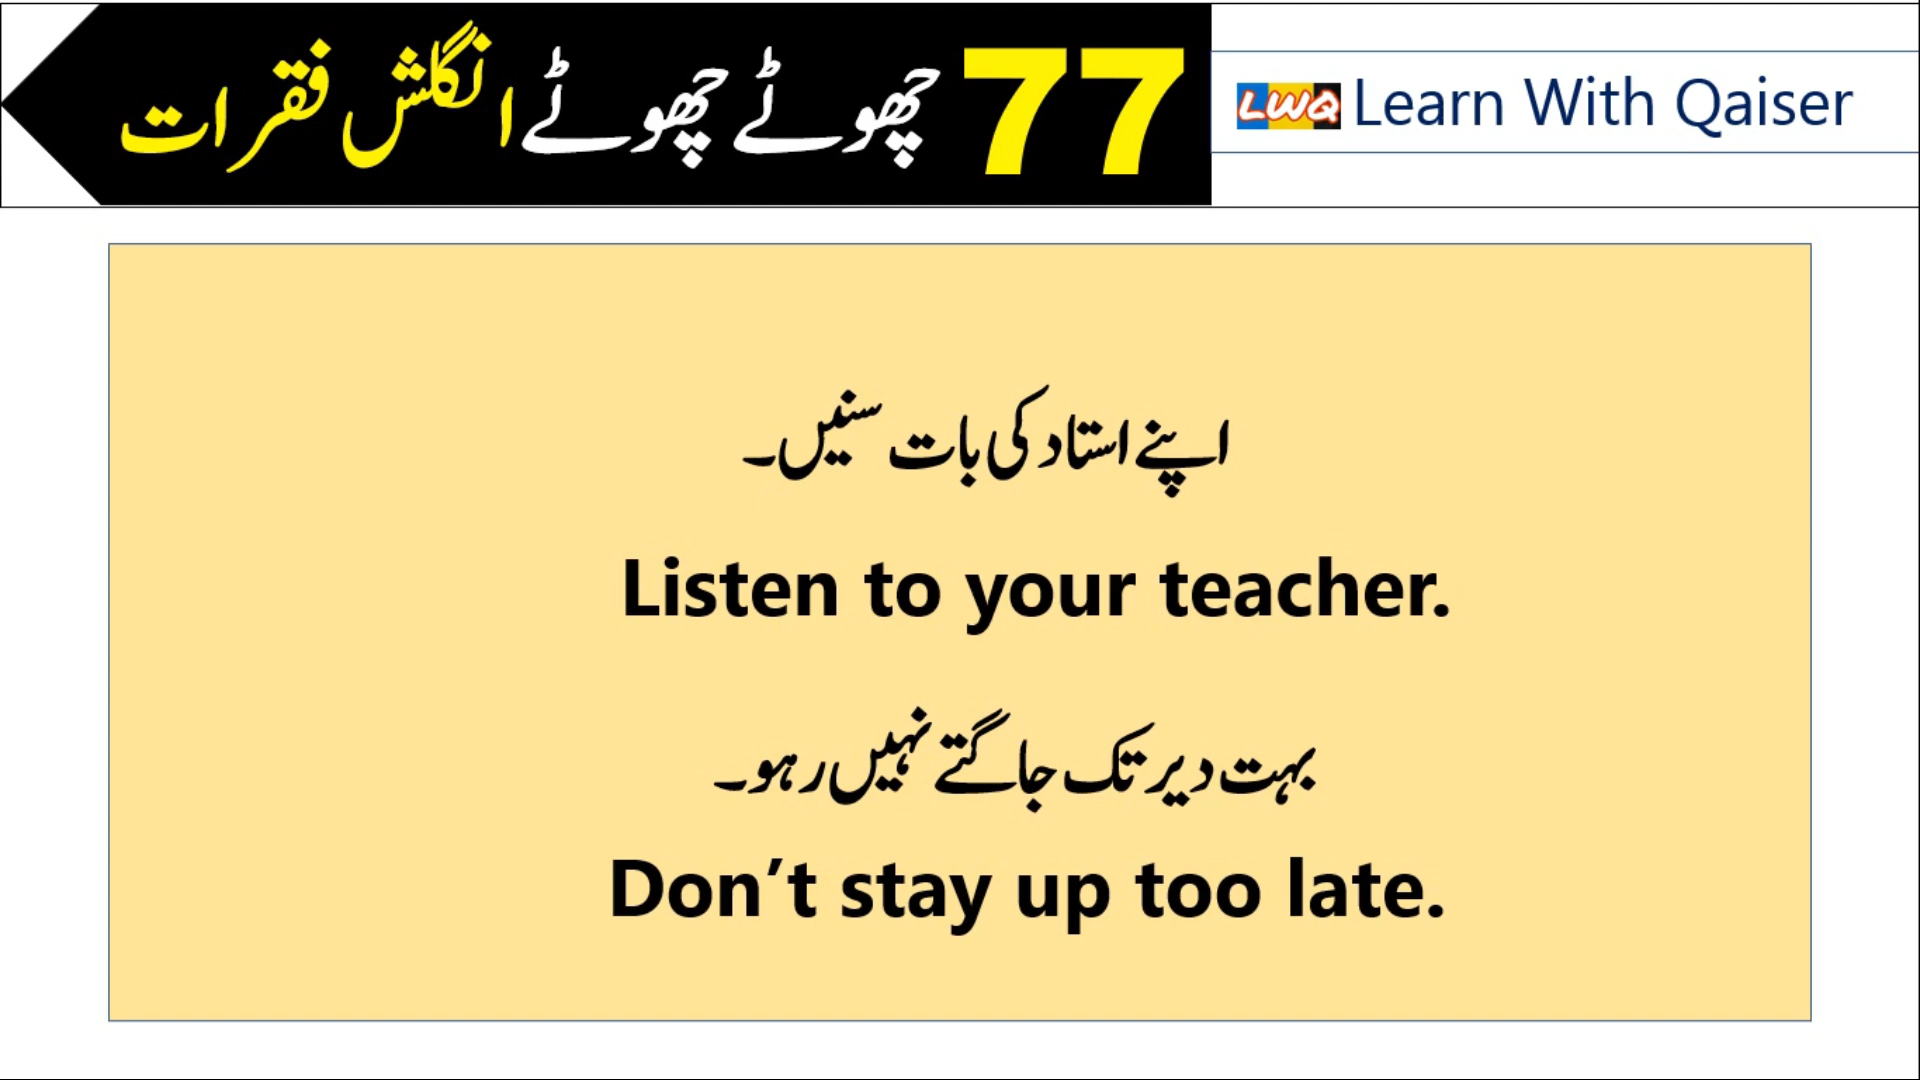 77 چھوٹے چھوٹے انگلش فقرات
LWQ Learn With Qaiser
اپنے استاد کی بات سنیں۔
Listen to your teacher.
بہت دیر تک جاگتے نہیں رہو۔
Don’t stay up too late.